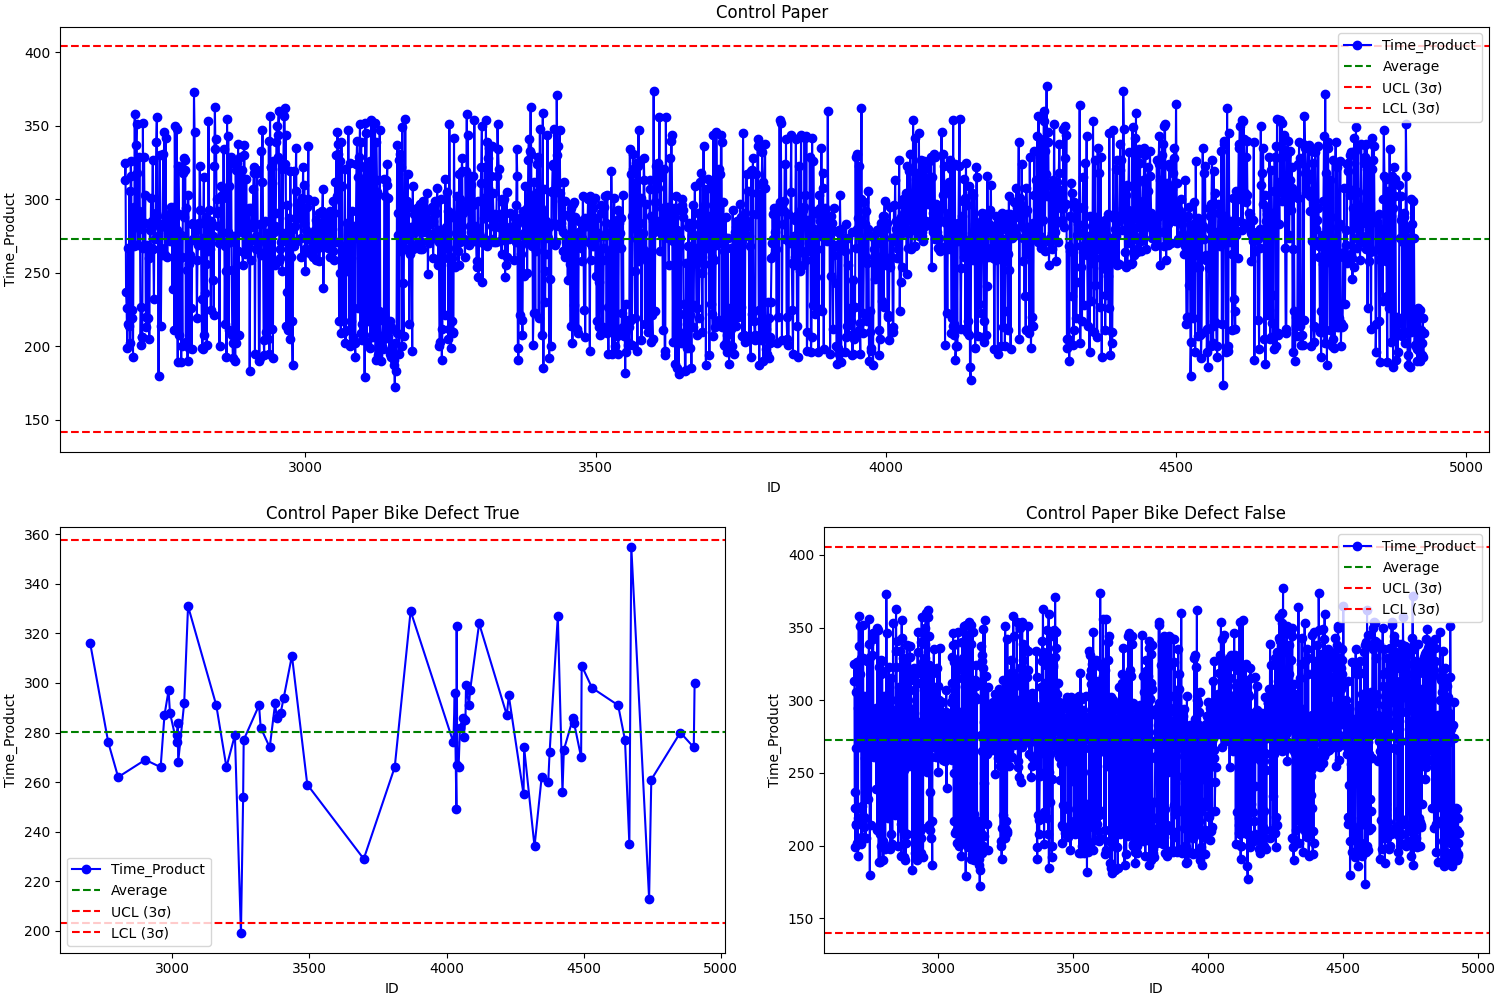 Control Paper
Time_Product
400
350
300
250
200
150
3000
3500
4000
4500
5000
ID
Time_Product
Average
UCL (3σ)
LCL (3σ)
Control Paper Bike Defect True
Time_Product
360
340
320
300
280
260
240
220
200
3000
3500
4000
4500
5000
ID
Time_Product
Average
UCL (3σ)
LCL (3σ)
Control Paper Bike Defect False
Time_Product
400
350
300
250
200
150
3000
3500
4000
4500
5000
ID
Time_Product
Average
UCL (3σ)
LCL (3σ)